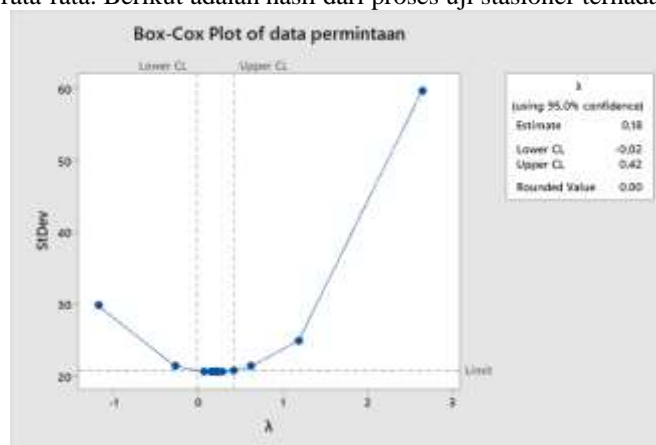 rata-rata. Berikut adalah hasil dari proses uji stasioner terhada
Box-Cox Plot of data permintaan
Lower CL Upper CL
60
50
40
30
20
StDev
Limit
-1 0 1 2 3
λ
λ
(using 95.0% confidence)
Estimate 0,18
Lower CL -0,02
Upper CL 0,42
Rounded Value 0,00